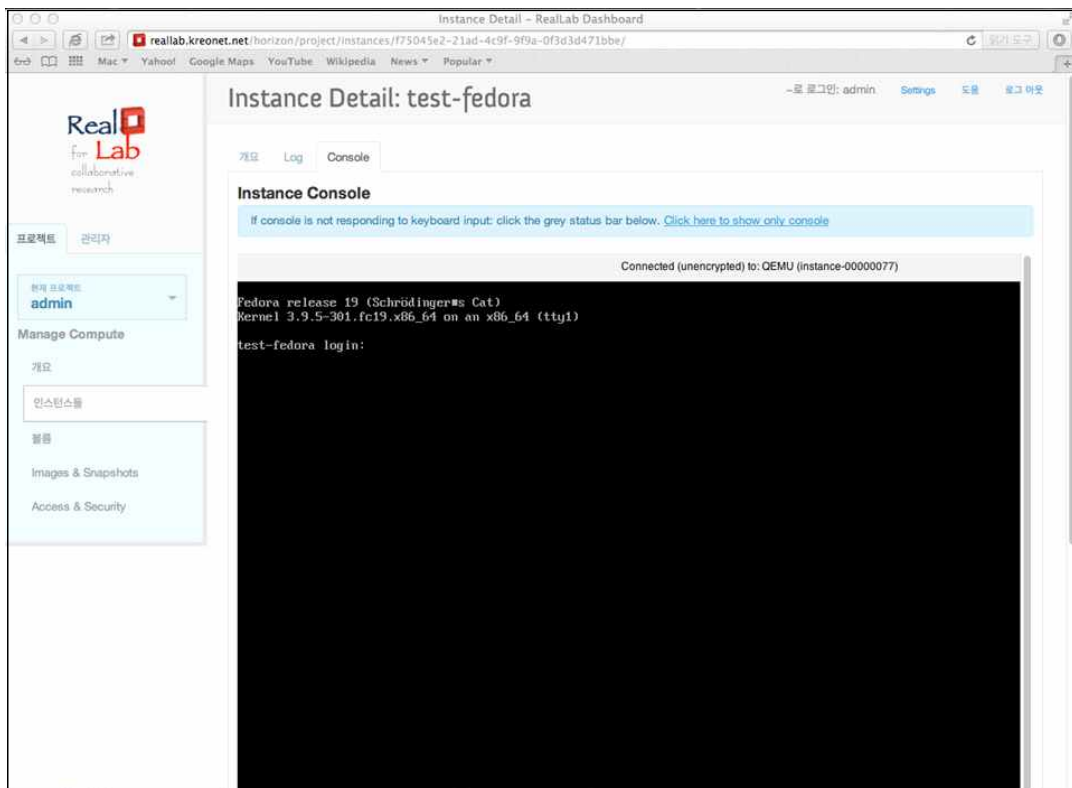 Instance Detail – RealLab Dashboard
reallab.kreonet.net/horizon/project/instances/f75045e2-21ad-4c9f-9f9a-0f3d3d471bbe/
읽기 도구
Mac Yahoo! Google Maps YouTube Wikipedia News Popular
Real
for Lab
collaborative
research
Instance Detail: test-fedora
~로 로그인: admin Settings 도움 로그 아웃
개요 Log Console
Instance Console
If console is not responding to keyboard input: click the grey status bar below. Click here to show only console
프로젝트 관리자
현재 프로젝트
admin
Manage Compute
개요
인스턴스들
볼륨
Images & Snapshots
Access & Security
Connected (unencrypted) to: QEMU (instance-00000077)
Fedora release 19 (Schrödinger■s Cat)
Kernel 3.9.5-301.fc19.x86_64 on an x86_64 (tty1)
test-fedora login: